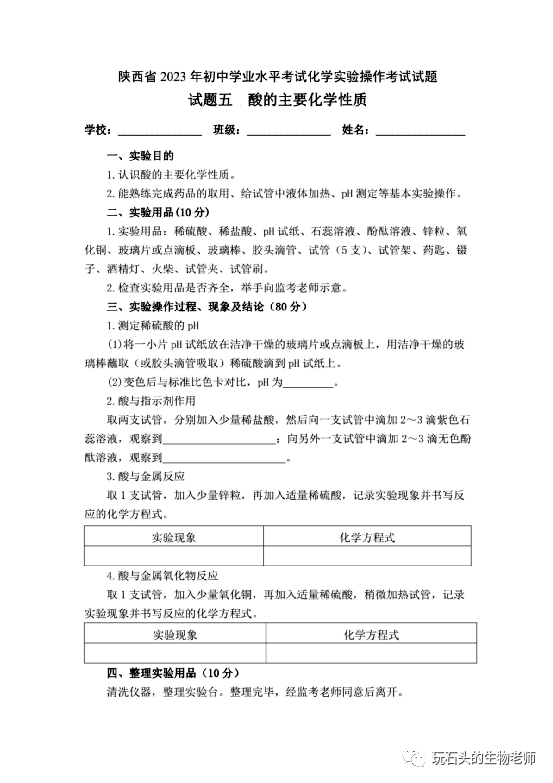 陕西省 2023 年初中学业水平考试化学实验操作考试试题
试题五 酸的主要化学性质
学校：______________ 班级：______________ 姓名：______________
一、实验目的
1.认识酸的主要化学性质。
2.能熟练完成药品的取用、给试管中液体加热、pH 测定等基本实验操作。
二、实验用品(10 分)
1.实验用品：稀硫酸、稀盐酸、pH 试纸、石蕊溶液、酚酞溶液、锌粒、氧
化铜、玻璃片或点滴板、玻璃棒、胶头滴管、试管（5 支）、试管架、药匙、镊
子、酒精灯、火柴、试管夹、试管刷。
2.检查实验用品是否齐全，举手向监考老师示意。
三、实验操作过程、现象及结论（80 分）
1.测定稀硫酸的 pH
(1)将一小片 pH 试纸放在洁净干燥的玻璃片或点滴板上，用洁净干燥的玻
璃棒蘸取（或胶头滴管吸取）稀硫酸滴到 pH 试纸上。
(2)变色后与标准比色卡对比，pH 为________。
2.酸与指示剂作用
取两支试管，分别加入少量稀盐酸，然后向一支试管中滴加 2～3 滴紫色石
蕊溶液，观察到__________________；向另外一支试管中滴加 2～3 滴无色酚
酞溶液，观察到____________________。
3.酸与金属反应
取 1 支试管，加入少量锌粒，再加入适量稀硫酸，记录实验现象并书写反
应的化学方程式。
实验现象 化学方程式
4.酸与金属氧化物反应
取 1 支试管，加入少量氧化铜，再加入适量稀硫酸，稍微加热试管，记录
实验现象并书写反应的化学方程式。
实验现象 化学方程式
四、整理实验用品（10 分）
清洗仪器，整理实验台。整理完毕，经监考老师同意后离开。
玩石头的生物老师